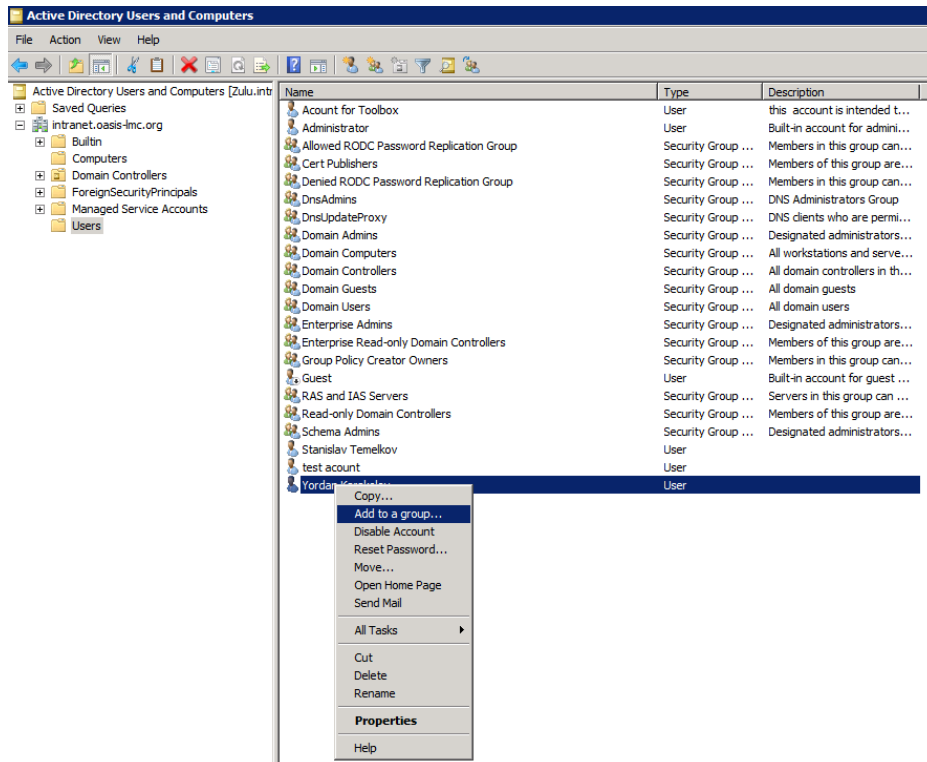 Active Directory Users and Computers
File Action View Help
Active Directory Users and Computers [Zulu.intr
Saved Queries
intranet.oasis-lmc.org
Builtin
Computers
Domain Controllers
ForeignSecurityPrincipals
Managed Service Accounts
Users
Name Type Description
Acount for Toolbox User this account is intended t...
Administrator User Built-in account for admini...
Allowed RODC Password Replication Group Security Group ... Members in this group can...
Cert Publishers Security Group ... Members of this group are...
Denied RODC Password Replication Group Security Group ... Members in this group can...
DnsAdmins Security Group ... DNS Administrators Group
DnsUpdateProxy Security Group ... DNS clients who are permi...
Domain Admins Security Group ... Designated administrators...
Domain Computers Security Group ... All workstations and serve...
Domain Controllers Security Group ... All domain controllers in th...
Domain Guests Security Group ... All domain guests
Domain Users Security Group ... All domain users
Enterprise Admins Security Group ... Designated administrators...
Enterprise Read-only Domain Controllers Security Group ... Members of this group are...
Group Policy Creator Owners Security Group ... Members in this group can...
Guest User Built-in account for guest ...
RAS and IAS Servers Security Group ... Servers in this group can ...
Read-only Domain Controllers Security Group ... Members of this group are...
Schema Admins Security Group ... Designated administrators...
Stanislav Temelkov User
test acount User
Yordan User
Copy...
Add to a group...
Disable Account
Reset Password...
Move...
Open Home Page
Send Mail
All Tasks
Cut
Delete
Rename
Properties
Help